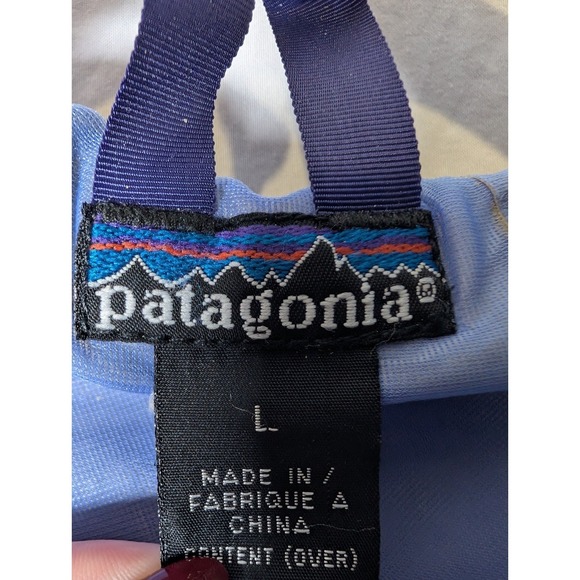 patagonia®
L
MADE IN /
FABRIQUE A
CHINA
CONTENT (OVER)